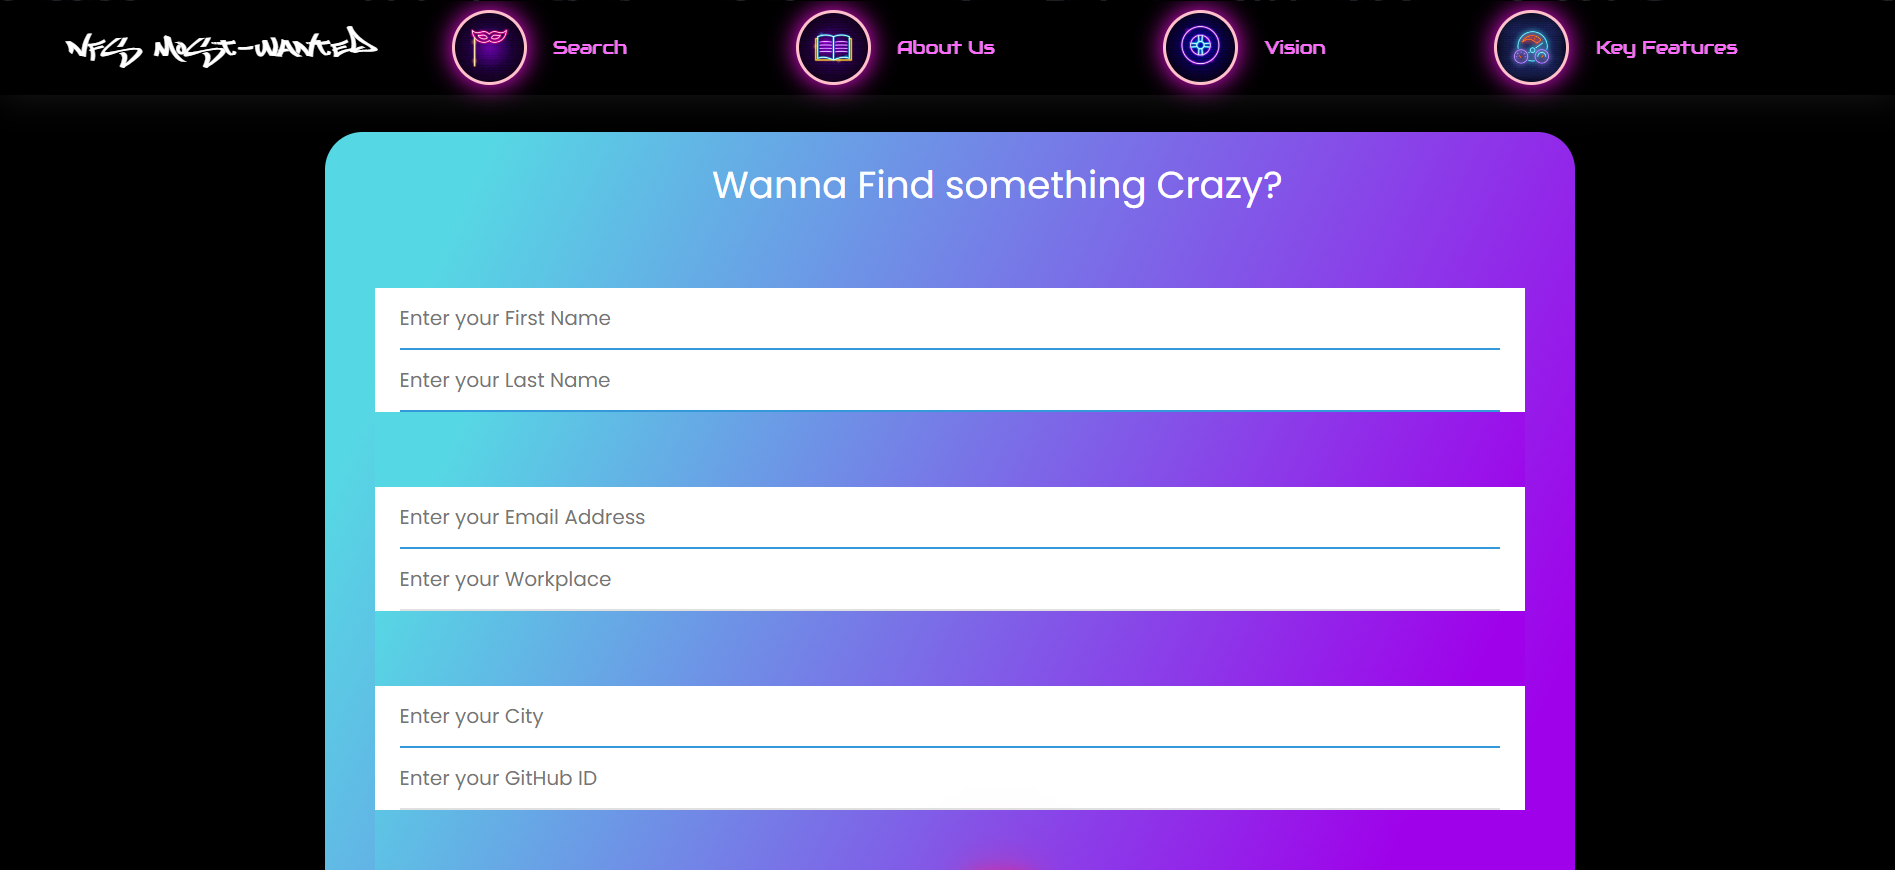 NFS MoST-WANTED
Search
About Us
Vision
Key Features
Wanna Find something Crazy?
Enter your First Name
Enter your Last Name
Enter your Email Address
Enter your Workplace
Enter your City
Enter your GitHub ID